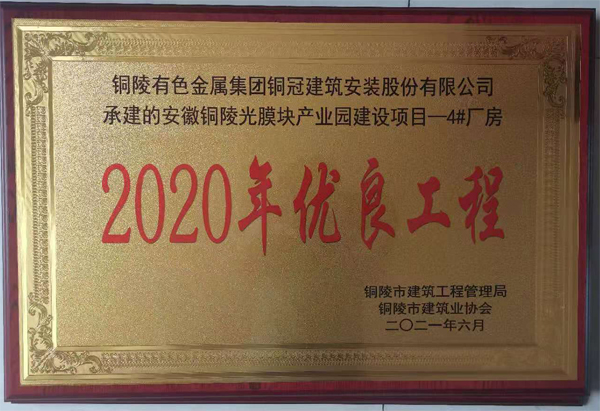 铜陵有色金属集团铜冠建筑安装股份有限公司
承建的安徽铜陵光膜块产业园建设项目—4#厂房
2020年优良工程
铜陵市建筑工程管理局
铜陵市建筑业协会
二〇二一年六月